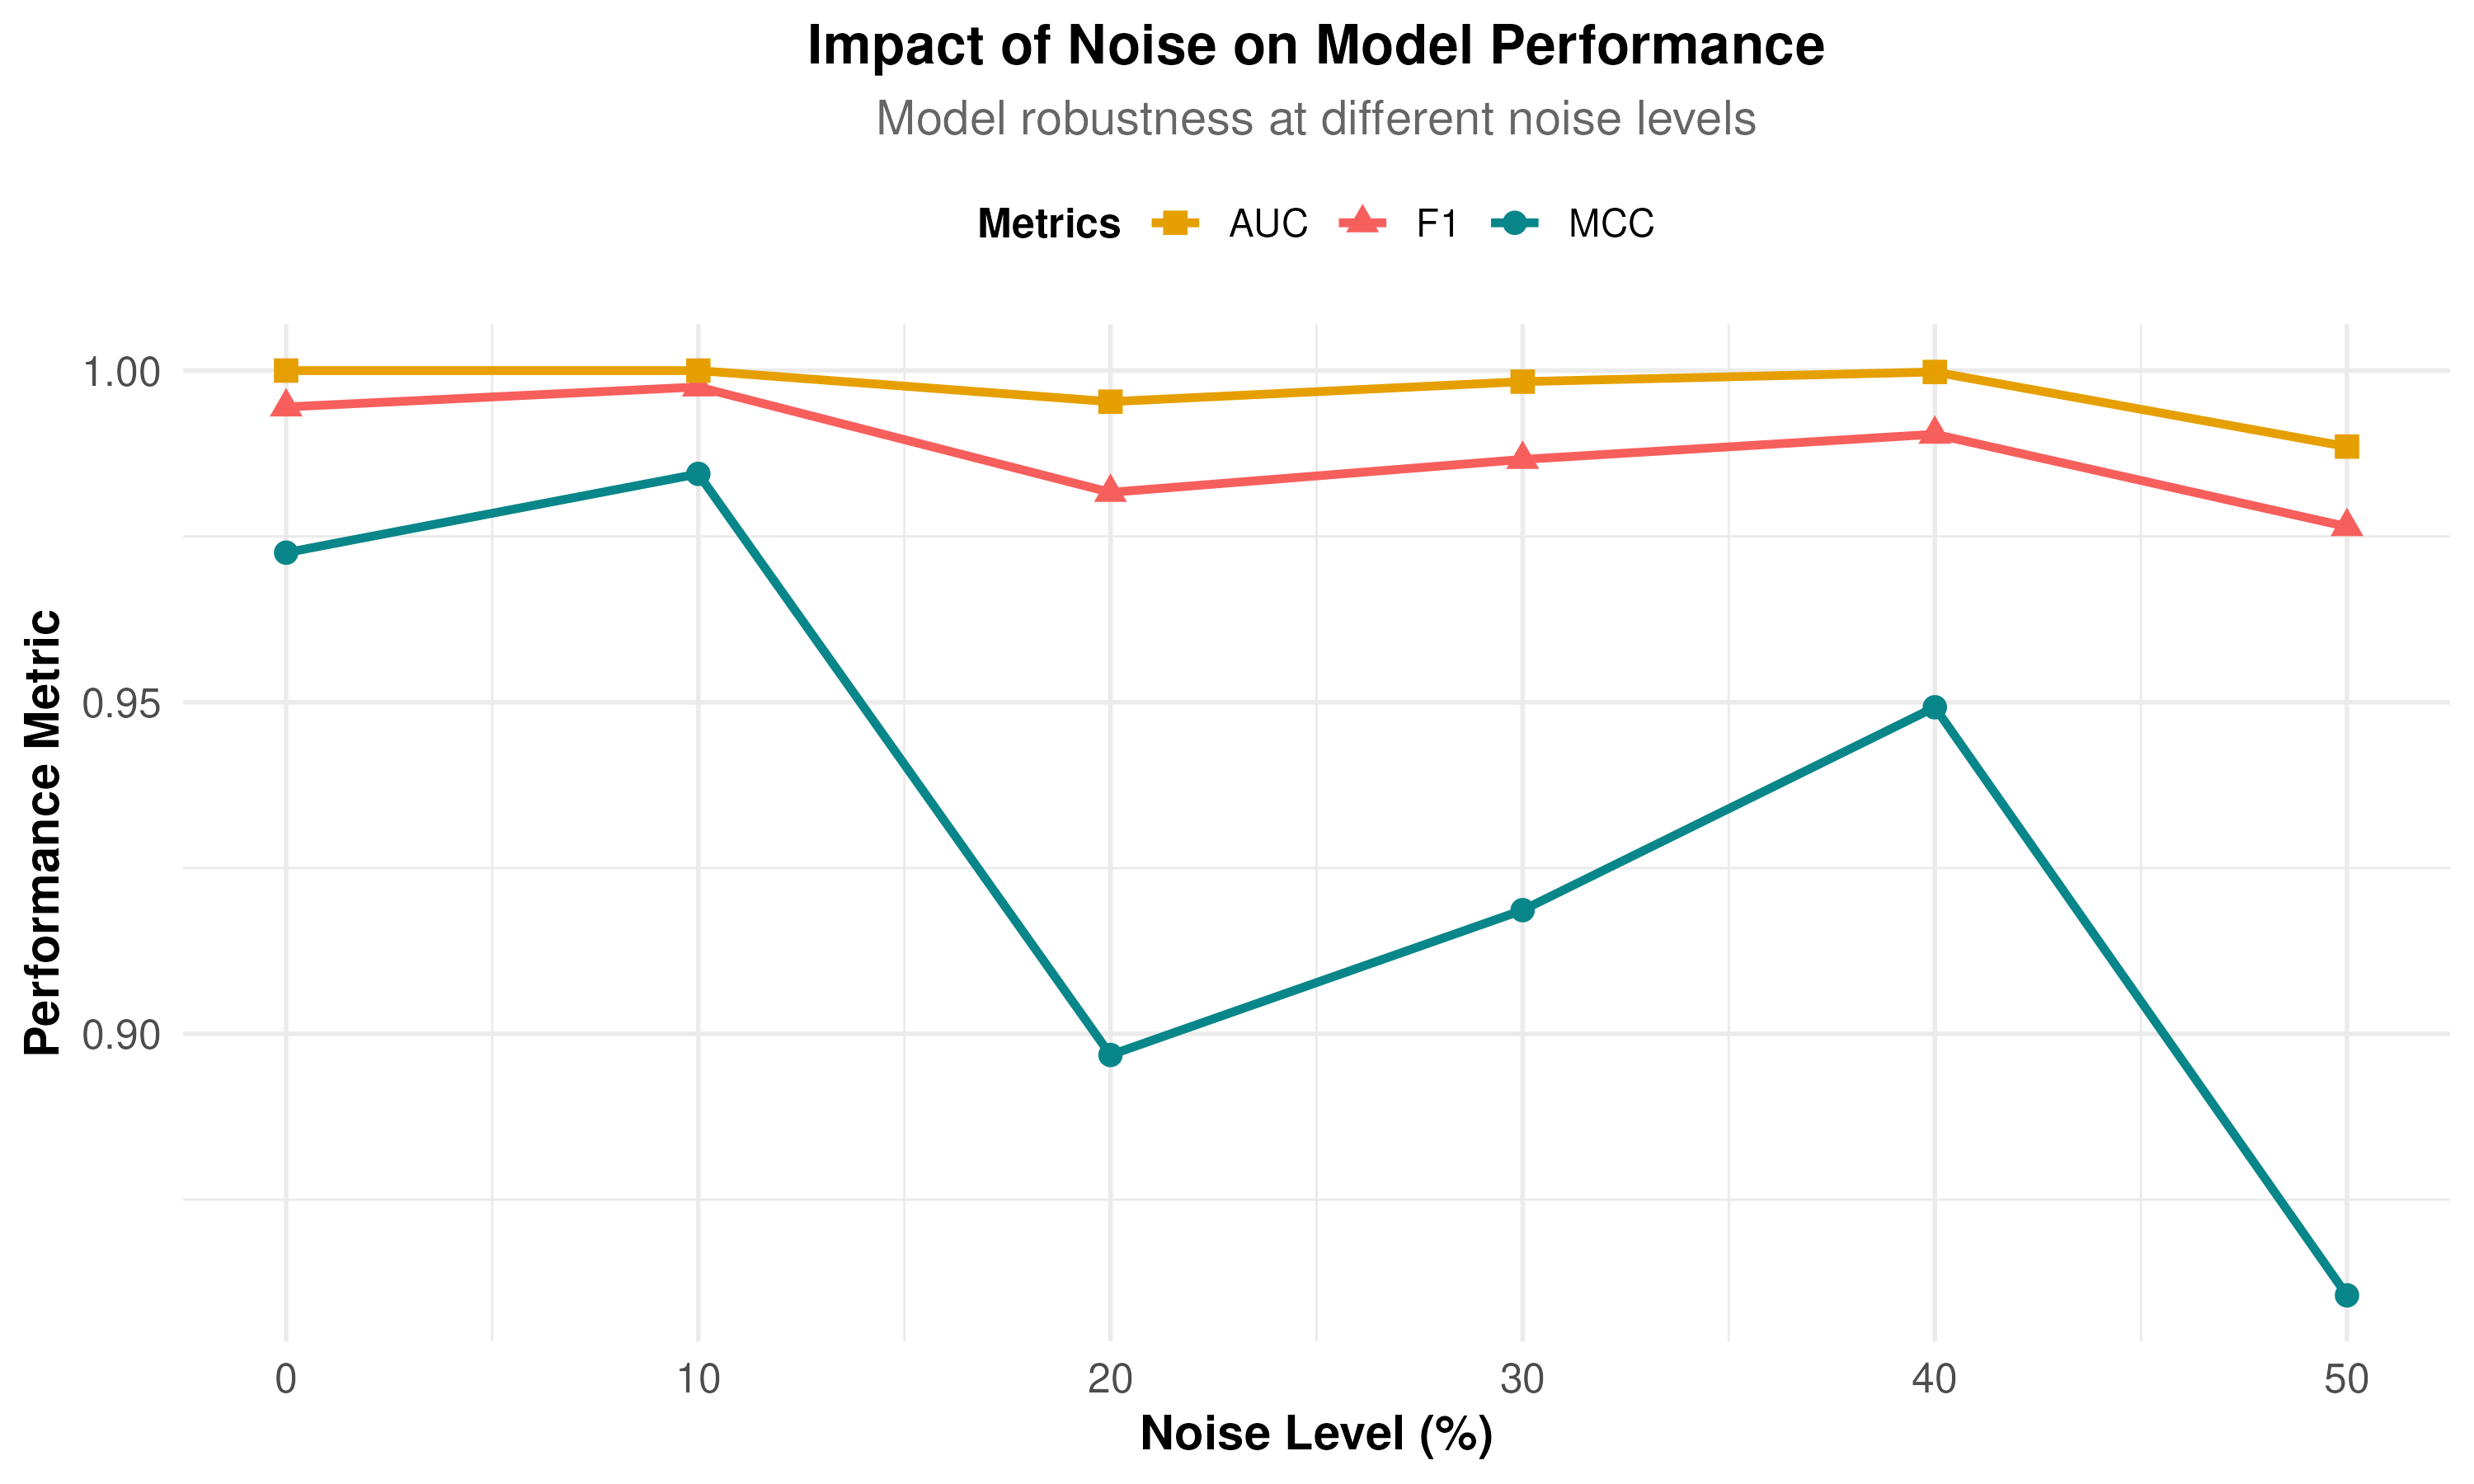 Impact of Noise on Model Performance
Model robustness at different noise levels
Metrics AUC F1 MCC
1.00
0.95
0.90
Performance Metric
0 10 20 30 40 50
Noise Level (%)